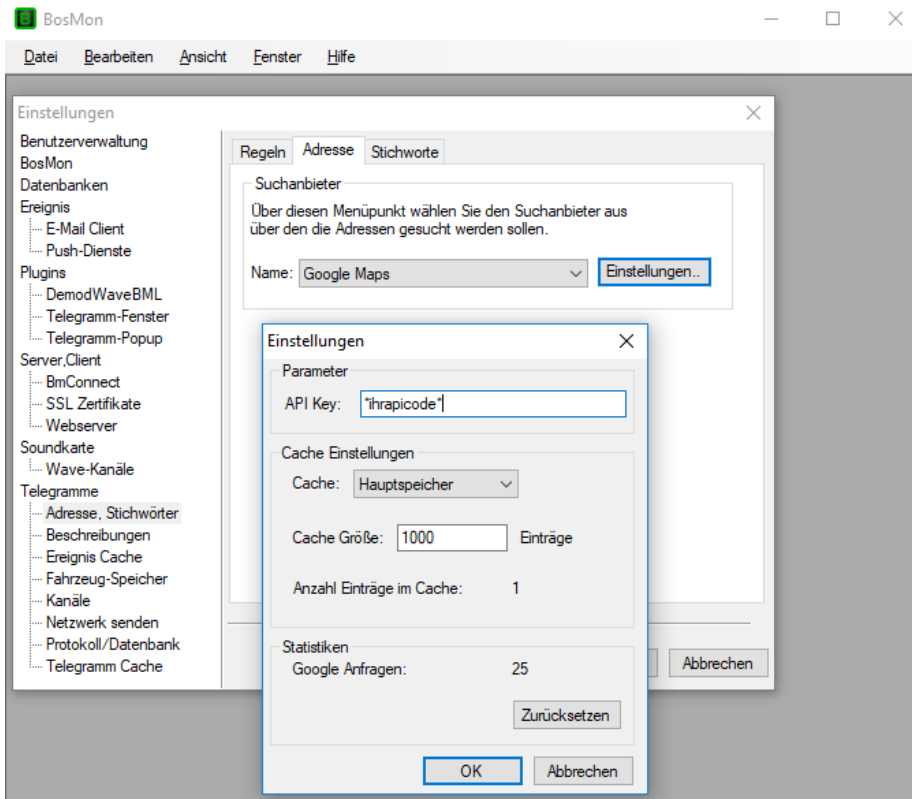 BosMon
Datei Bearbeiten Ansicht Fenster Hilfe
Einstellungen
Benutzerverwaltung
BosMon
Datenbanken
Ereignis
E-Mail Client
Push-Dienste
Plugins
DemodWaveBML
Telegramm-Fenster
Telegramm-Popup
Server,Client
BmConnect
SSL Zertifikate
Webserver
Soundkarte
Wave-Kanäle
Telegramme
Adresse, Stichwörter
Beschreibungen
Ereignis Cache
Fahrzeug-Speicher
Kanäle
Netzwerk senden
Protokoll/Datenbank
Telegramm Cache
Regeln Adresse Stichworte
Suchanbieter
Über diesen Menüpunkt wählen Sie den Suchanbieter aus
über den die Adressen gesucht werden sollen.
Name: Google Maps Einstellungen..
Abbrechen
Einstellungen
Parameter
API Key: *ihrapicode*
Cache Einstellungen
Cache: Hauptspeicher
Cache Größe: 1000 Einträge
Anzahl Einträge im Cache: 1
Statistiken
Google Anfragen: 25
Zurücksetzen
OK Abbrechen